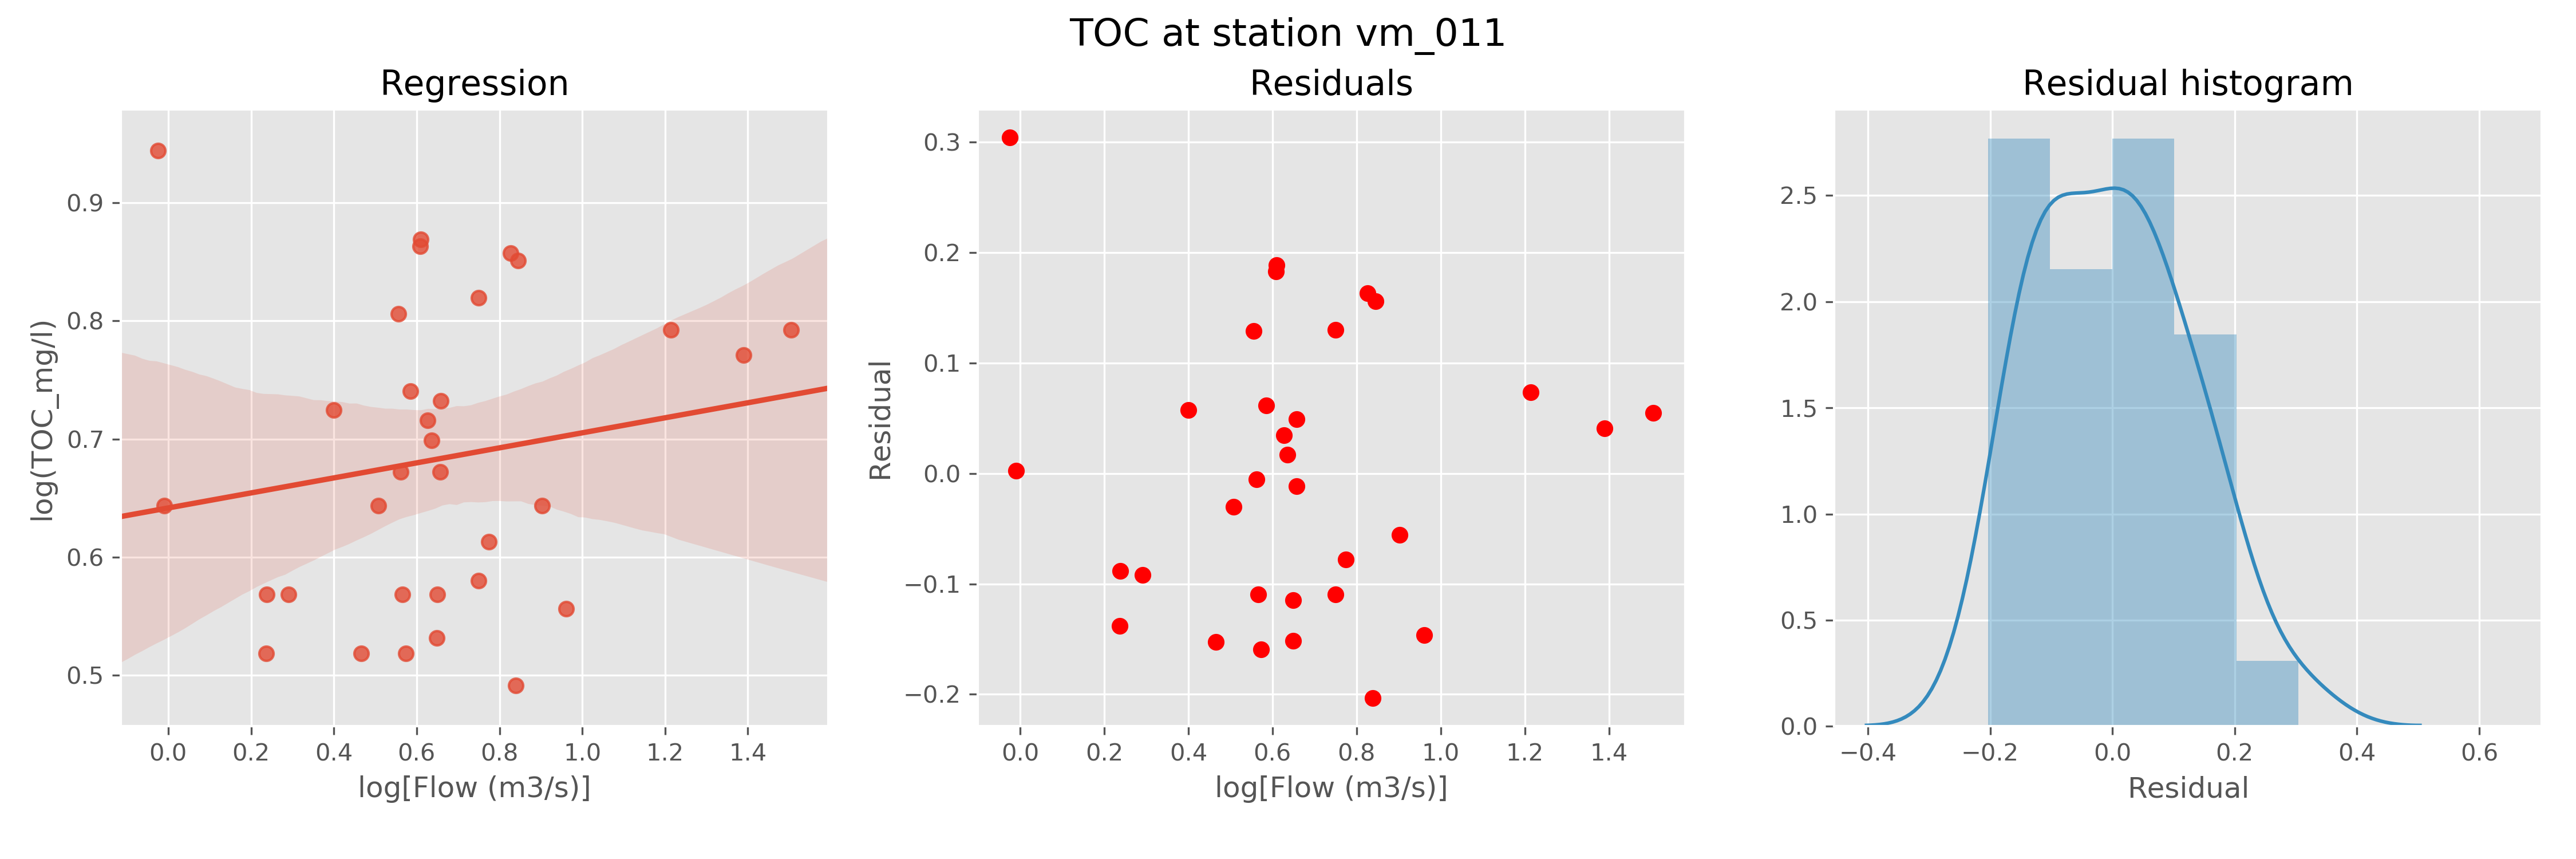 TOC at station vm_011
Regression
Residuals
Residual histogram
log(TOC_mg/l)
0.9
0.8
0.7
0.6
0.5
0.0 0.2 0.4 0.6 0.8 1.0 1.2 1.4
log[Flow (m3/s)]
Residual
0.3
0.2
0.1
0.0
−0.1
−0.2
0.0 0.2 0.4 0.6 0.8 1.0 1.2 1.4
log[Flow (m3/s)]
2.5
2.0
1.5
1.0
0.5
0.0
−0.4 −0.2 0.0 0.2 0.4 0.6
Residual